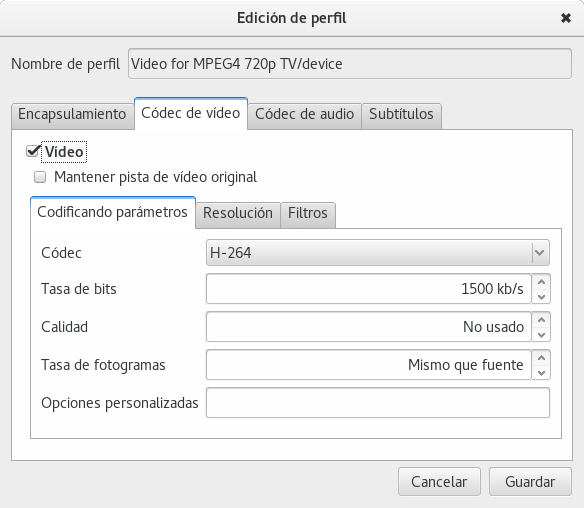 Edición de perfil
Nombre de perfil Video for MPEG4 720p TV/device
Encapsulamiento Códec de vídeo Códec de audio Subtítulos
Vídeo
Mantener pista de vídeo original
Codificando parámetros Resolución Filtros
Códec H-264
Tasa de bits 1500 kb/s
Calidad No usado
Tasa de fotogramas Mismo que fuente
Opciones personalizadas
Cancelar Guardar